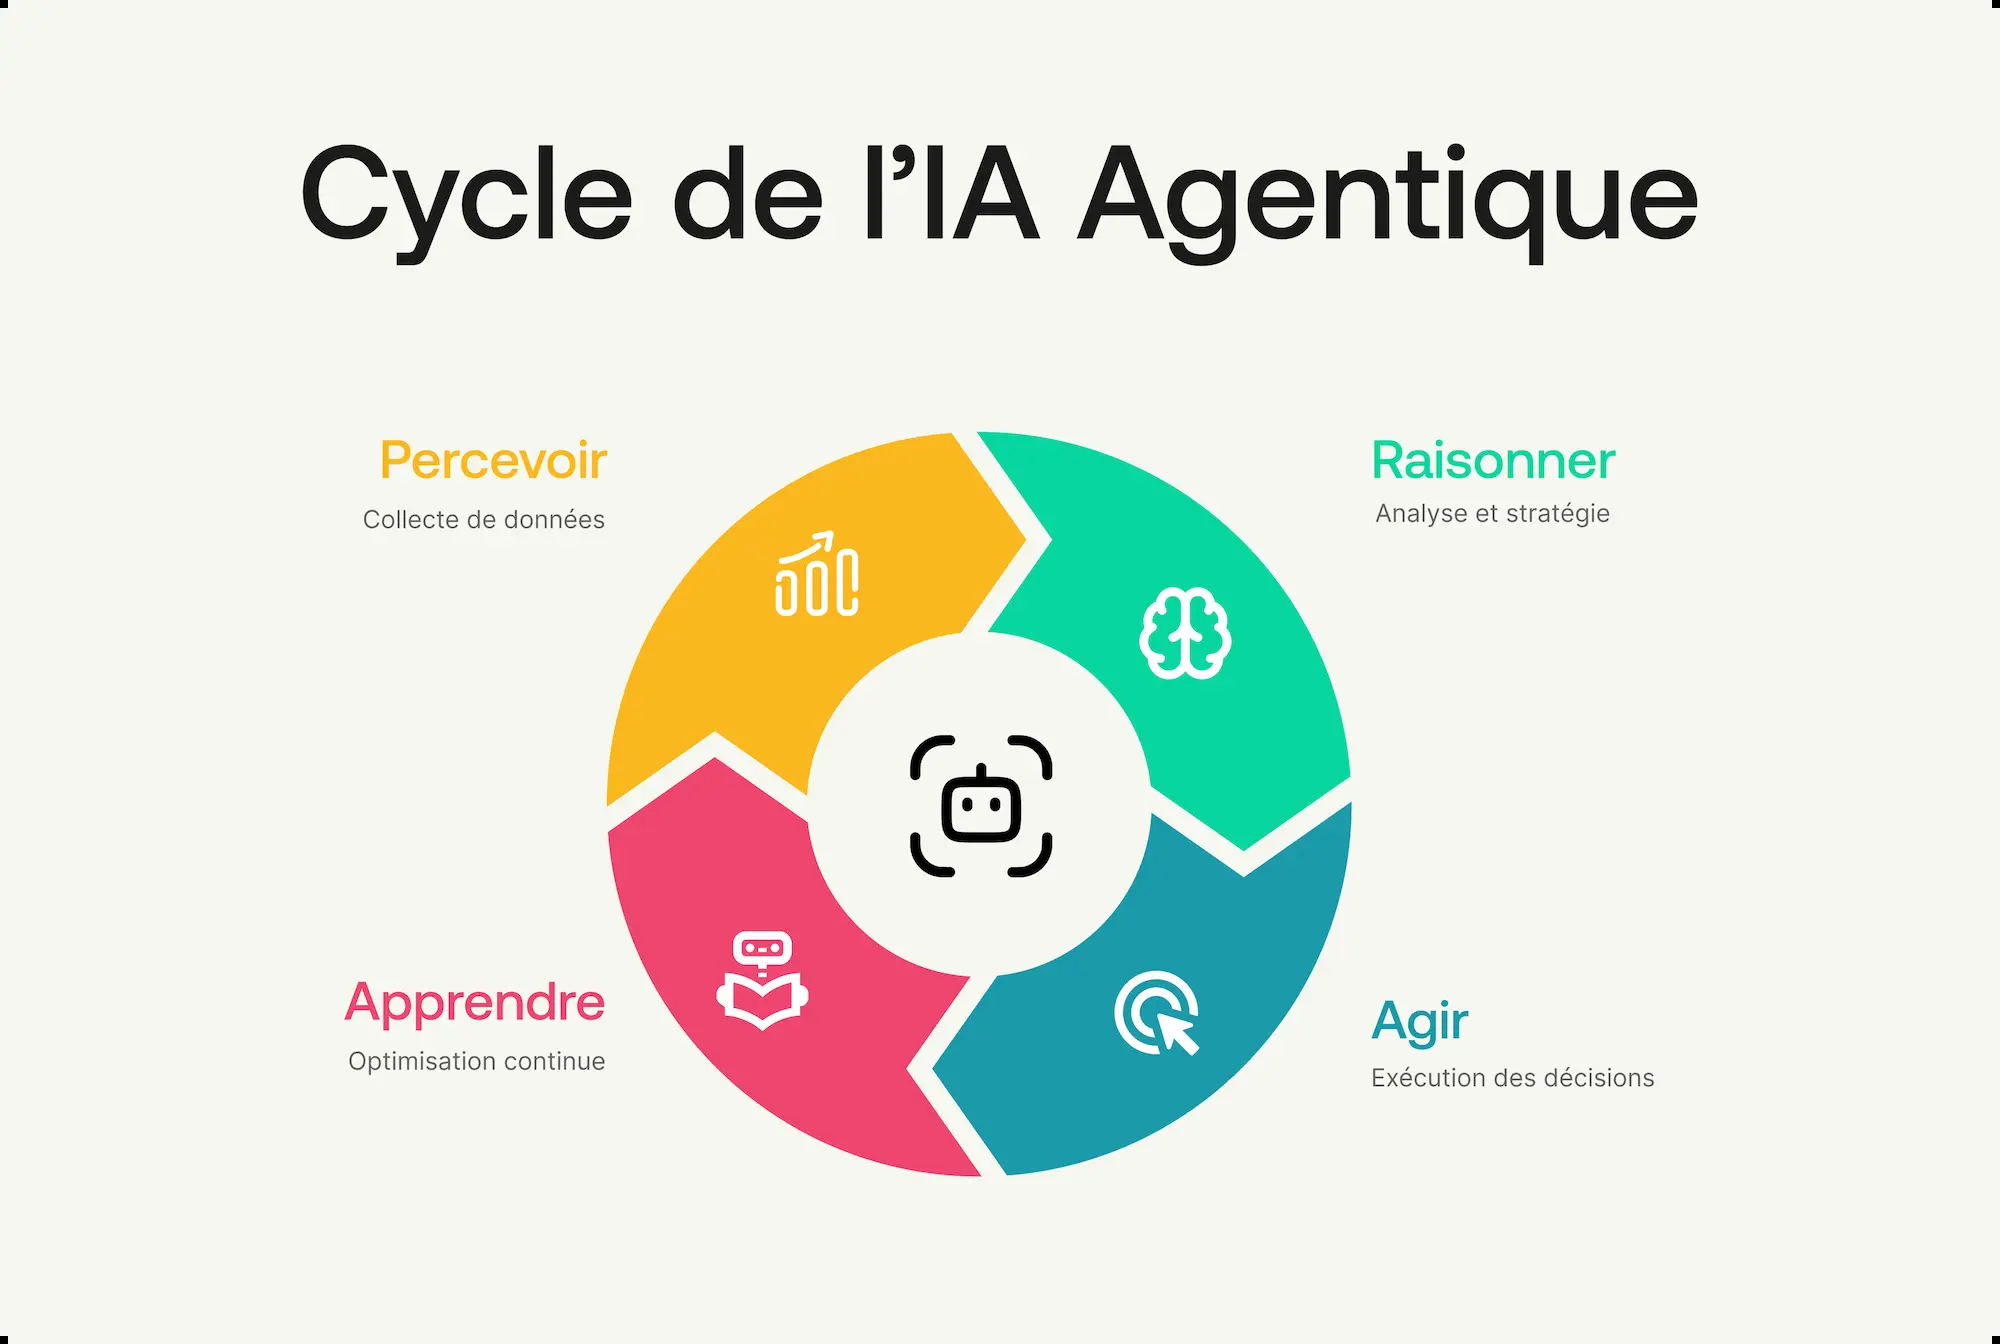 Cycle de l’IA Agentique
Percevoir
Collecte de données
Raisonner
Analyse et stratégie
Apprendre
Optimisation continue
Agir
Exécution des décisions